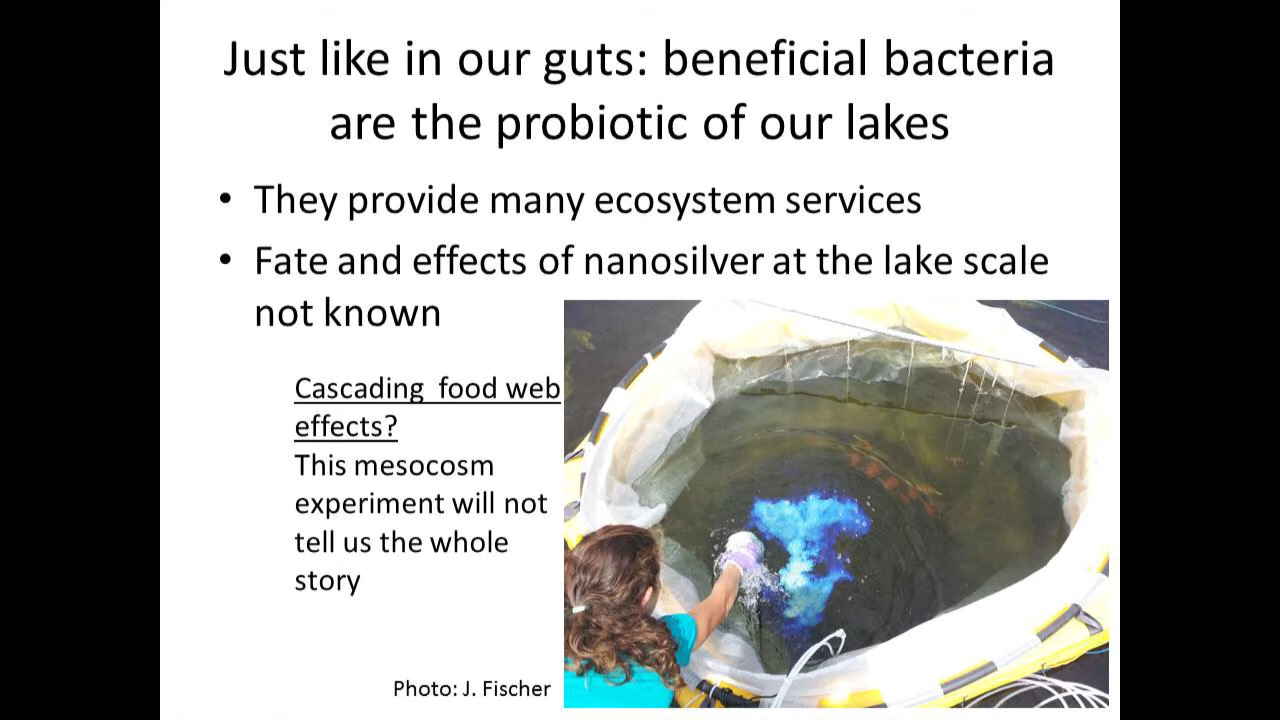 Just like in our guts: beneficial bacteria
are the probiotic of our lakes
• They provide many ecosystem services
• Fate and effects of nanosilver at the lake scale
not known
Cascading  food web
effects?
This mesocosm
experiment will not
tell us the whole
story
Photo: J. Fischer